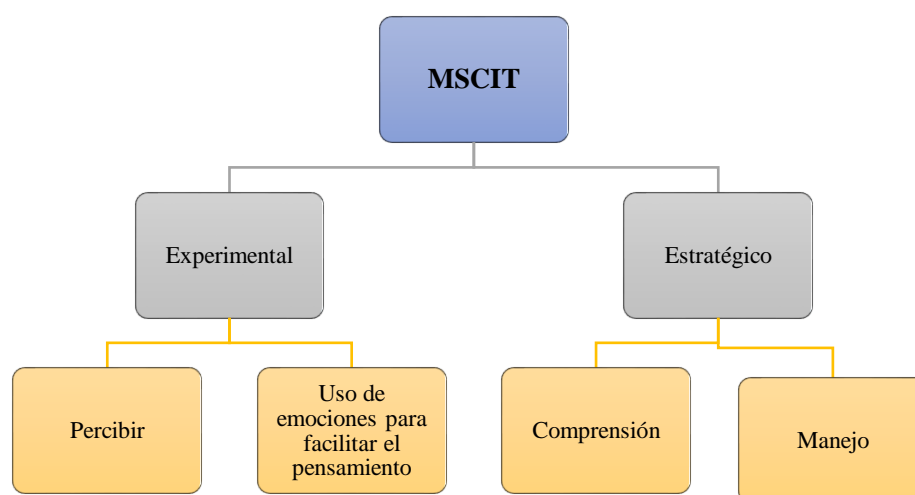 MSCIT
Experimental
Estratégico
Percibir
Uso de
emociones para
facilitar el
pensamiento
Comprensión
Manejo